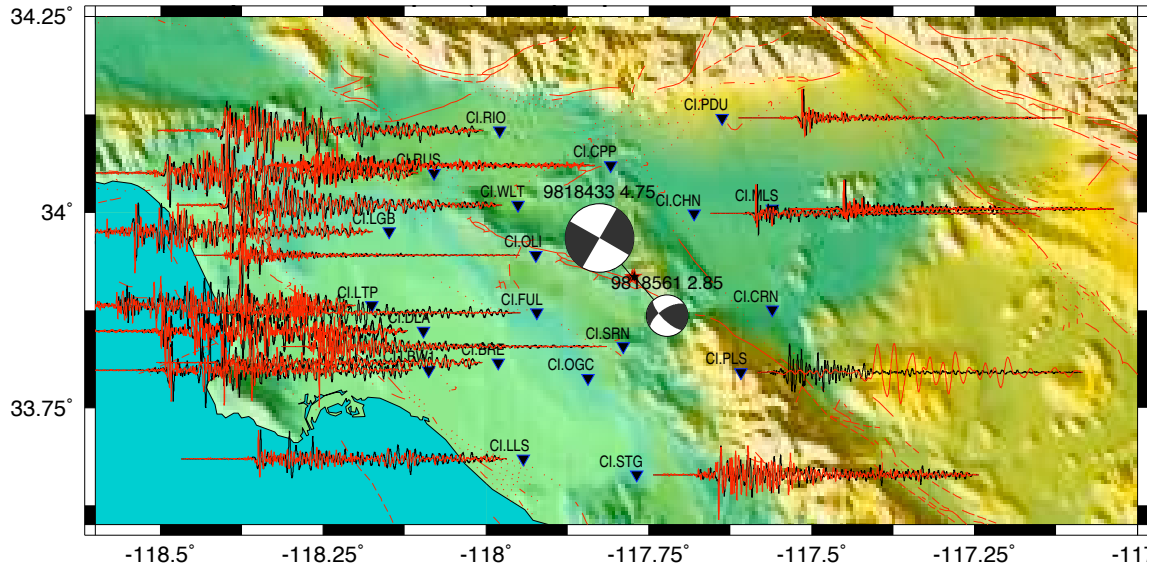 34.25°
CI.PDU
CI.RIO
CI.CPP
CI.RUS
9818433 4.75
CI.WLT
CI.MLS
CI.CHN
34°
CI.LGB
CI.OLI
9818561 2.85
CI.LTP
CI.FUL
CI.CRN
CI.DLA
CI.SRN
CI.BRE
CI.PLS
CI.OGC
33.75°
CI.LLS
CI.STG
-118.5°
-118.25°
-118°
-117.75°
-117.5°
-117.25°